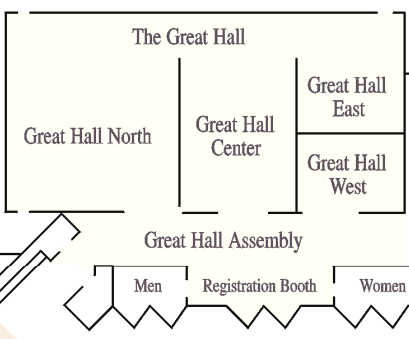 The Great Hall
Great Hall
East
Great Hall North
Great Hall
Center
Great Hall
West
Great Hall Assembly
Men
Registration Booth
Women